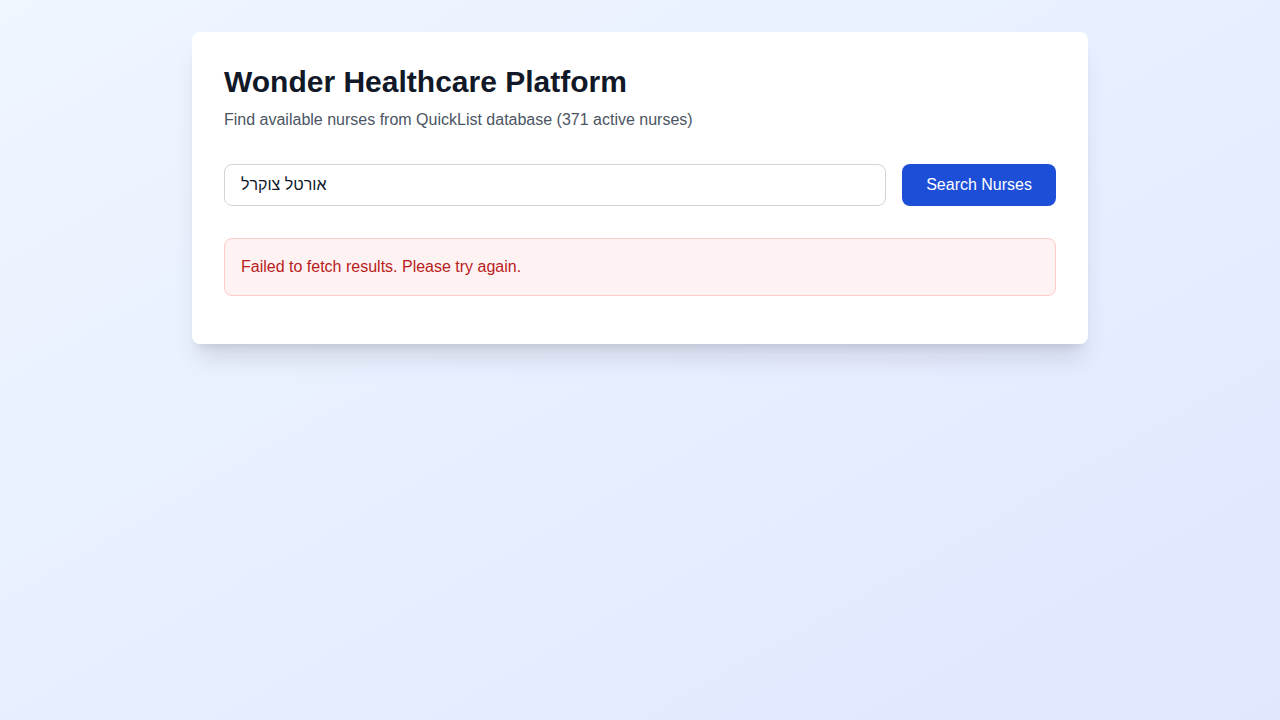 Wonder Healthcare Platform
Find available nurses from QuickList database (371 active nurses)
אורטל צוקרל
Search Nurses
Failed to fetch results. Please try again.